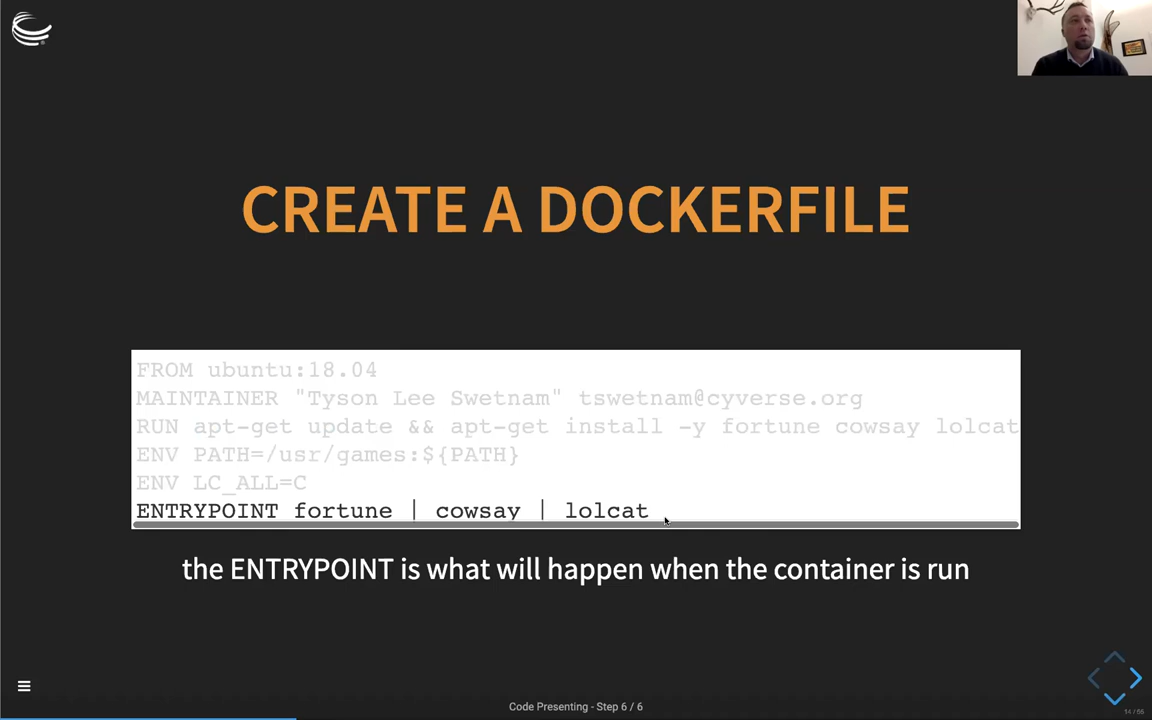 CREATE A DOCKERFILE
FROM ubuntu:18.04
MAINTAINER "Tyson Lee Swetnam" tswetnam@cyverse.org
RUN apt-get update && apt-get install -y fortune cowsay lolcat
ENV PATH=/usr/games:${PATH}
ENV LC_ALL=C
ENTRYPOINT fortune | cowsay | lolcat
the ENTRYPOINT is what will happen when the container is run
Code Presenting - Step 6 / 6
14 / 56